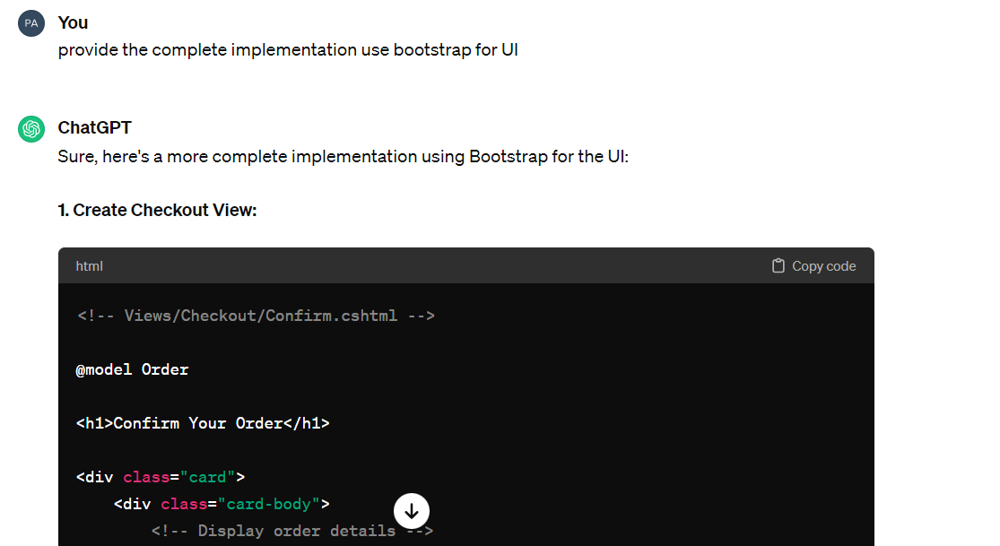 PA
You
provide the complete implementation use bootstrap for UI
ChatGPT
Sure, here's a more complete implementation using Bootstrap for the UI:
1. Create Checkout View:
html
Copy code
<!-- Views/Checkout/Confirm.cshtml -->
@model Order
<h1>Confirm Your Order</h1>
<div class="card">
<div class="card-body">
<!-- Display order details -->